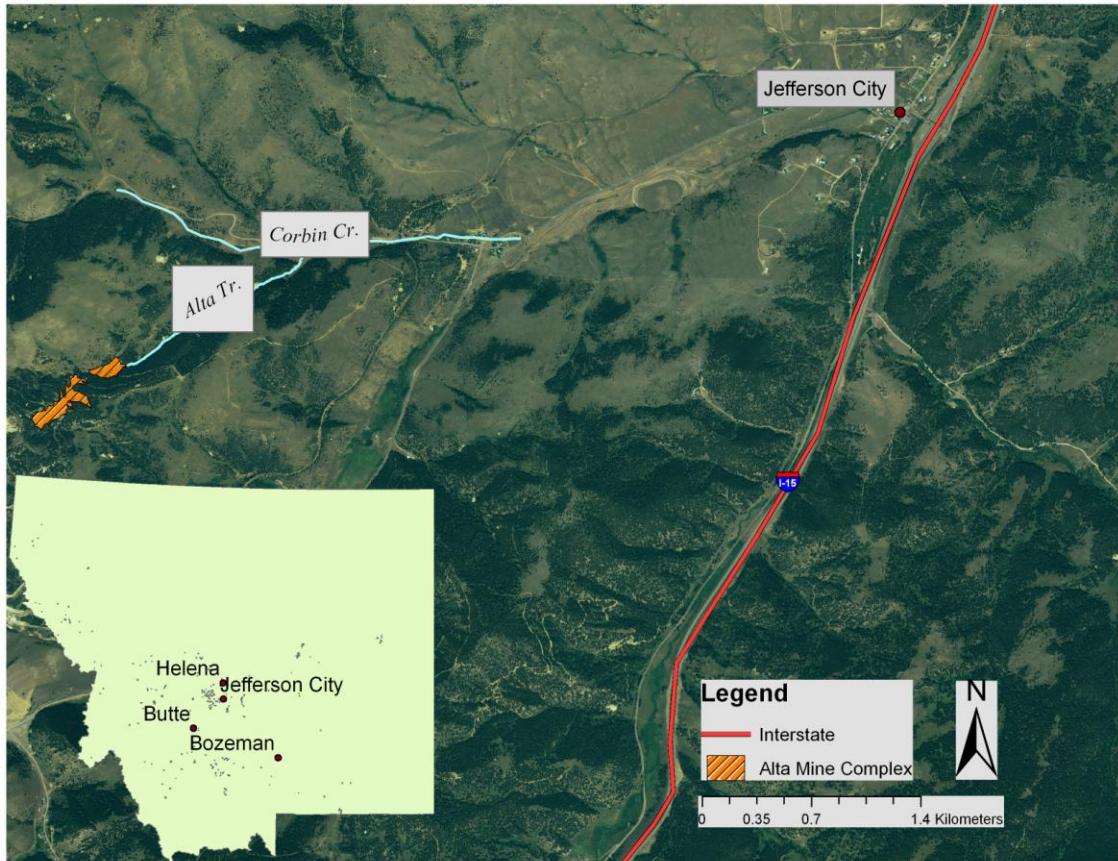 Jefferson City
Corbin Cr.
Alta Tr.
I-15
Helena
Jefferson City
Butte
Bozeman
Legend
Interstate
Alta Mine Complex
N
0 0.35 0.7 1.4 Kilometers